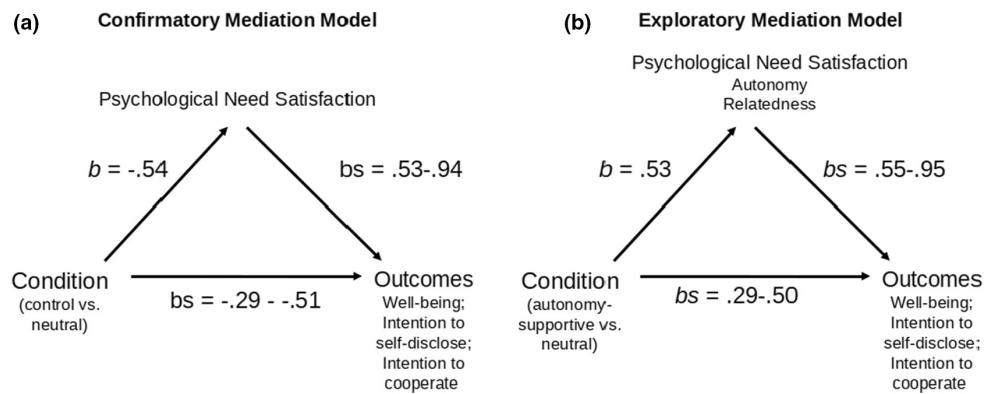 (a) Confirmatory Mediation Model
Psychological Need Satisfaction
b = -.54
bs = .53-.94
Condition
(control vs.
neutral)
bs = -.29 - -.51
Outcomes
Well-being;
Intention to
self-disclose;
Intention to
cooperate
(b) Exploratory Mediation Model
Psychological Need Satisfaction
Autonomy
Relatedness
b = .53
bs = .55-.95
Condition
(autonomy-
supportive vs.
neutral)
bs = .29-.50
Outcomes
Well-being;
Intention to
self-disclose;
Intention to
cooperate